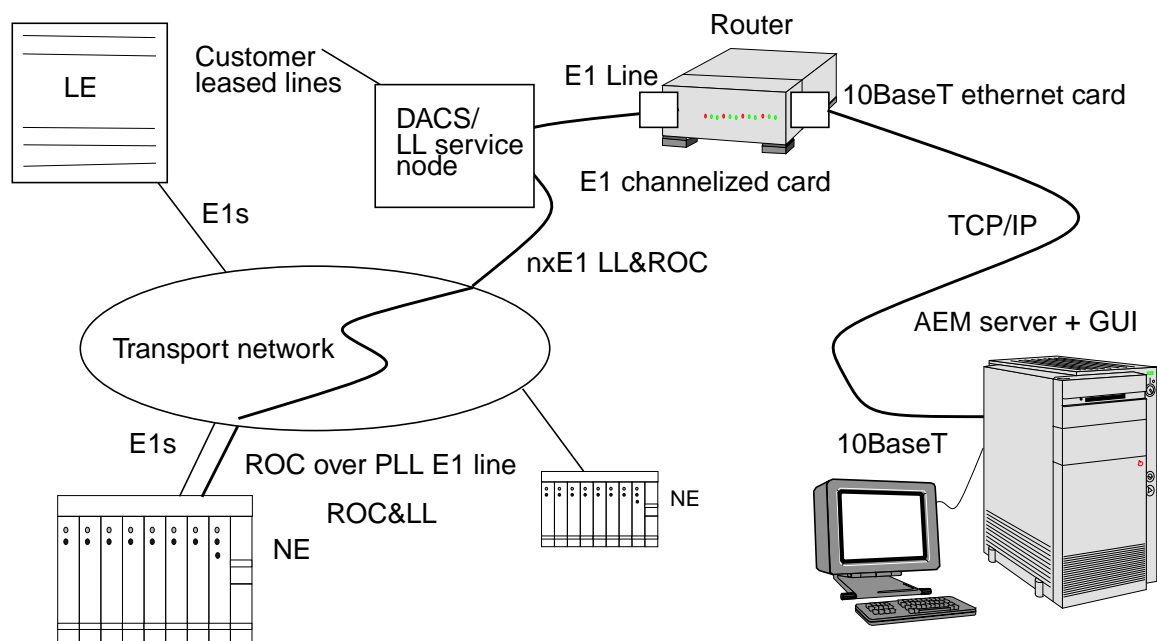 Router
LE
Customer
leased lines
E1 Line
10BaseT ethernet card
DACS/
LL service
node
E1 channelized card
E1s
TCP/IP
nxE1 LL&ROC
AEM server + GUI
Transport network
E1s
ROC over PLL E1 line
10BaseT
ROC&LL
NE
NE